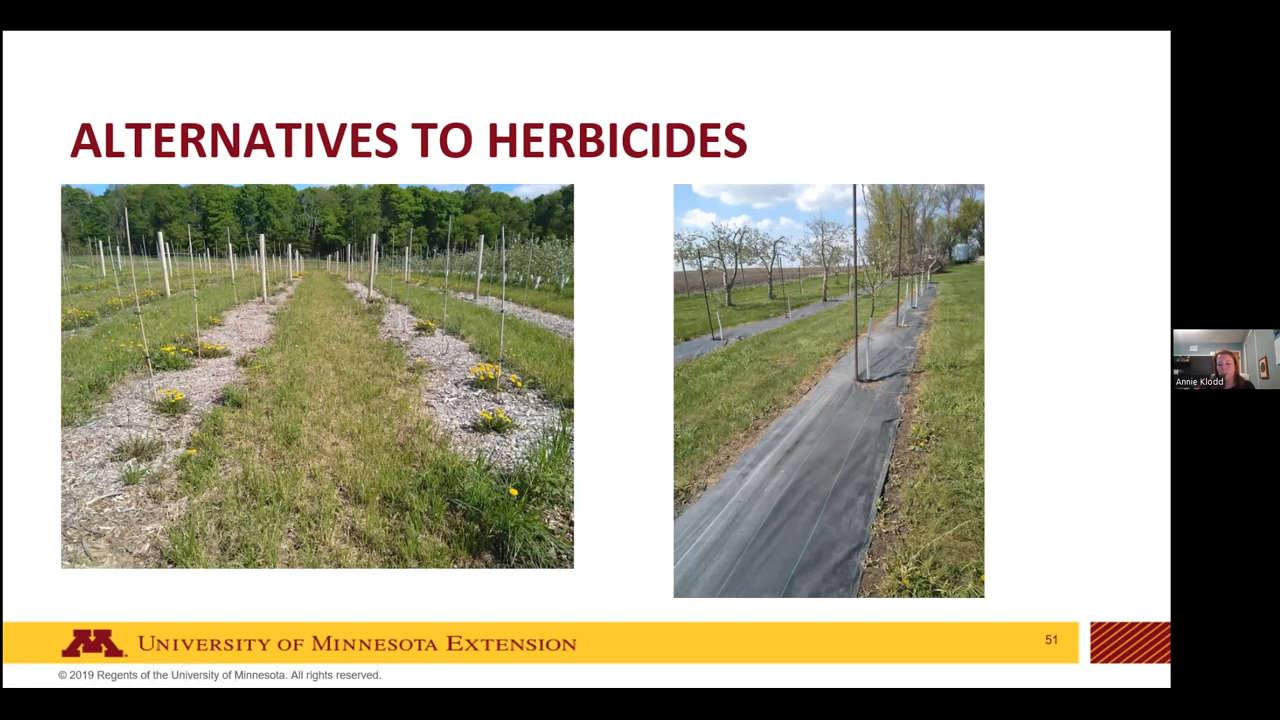 ALTERNATIVES TO HERBICIDES
Annie Klodd
UNIVERSITY OF MINNESOTA EXTENSION
51
© 2019 Regents of the University of Minnesota. All rights reserved.